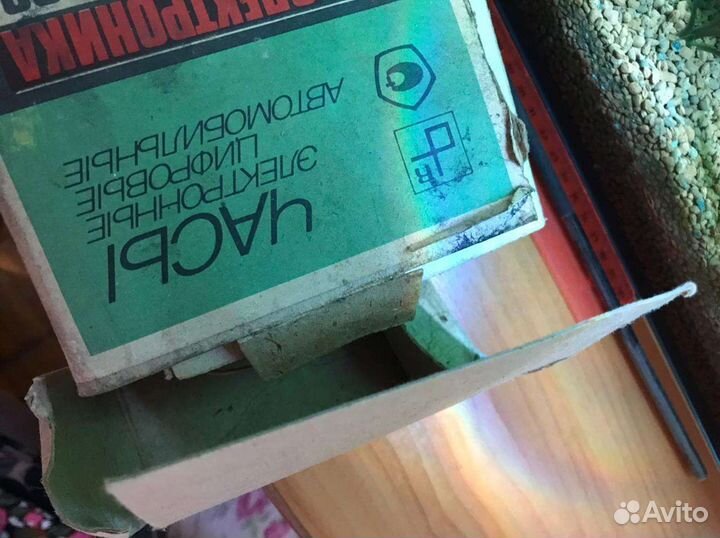 ЭЛЕКТРОНИКА
ЧАСЫ
ЭЛЕКТРОННЫЕ
ЦИФРОВЫЕ
АВТОМОБИЛЬНЫЕ
Avito